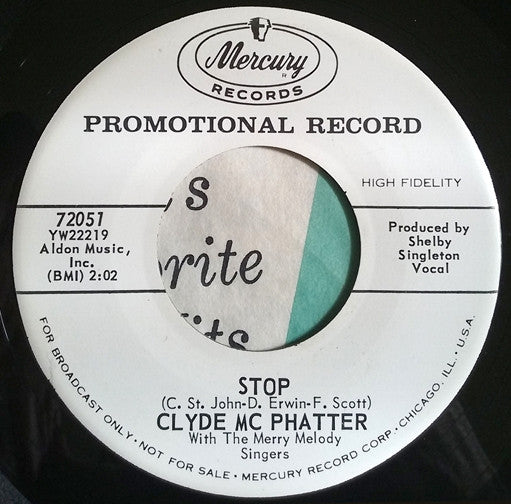 Mercury
R
RECORDS
PROMOTIONAL RECORD
HIGH FIDELITY
72051
YW22219
Aldon Music,
Inc.
(BMI) 2:02
Produced by
Shelby
Singleton
Vocal
's
rite
its
STOP
(C. St. John-D. Erwin-F. Scott)
CLYDE MC PHATTER
With The Merry Melody
Singers
FOR BROADCAST ONLY • NOT FOR SALE • MERCURY RECORD CORP. • CHICAGO, ILL. • U.S.A.